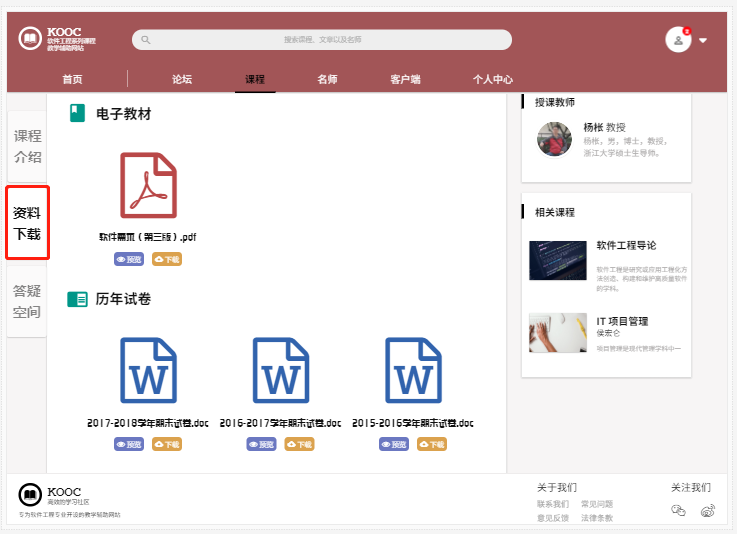 KOOC
软件工程系列课程
教学辅助网站
搜索课程、文章以及名师
首页
论坛
课程
名师
客户端
个人中心
课程
介绍
资料
下载
答疑
空间
电子教材
软件需求（第三版）.pdf
预览
下载
历年试卷
2017-2018学年期末试卷.doc
2016-2017学年期末试卷.doc
2015-2016学年期末试卷.doc
预览
下载
预览
下载
预览
下载
授课教师
杨枨 教授
杨枨，男，博士，教授，
浙江大学硕士生导师。
相关课程
软件工程导论
软件工程是研究或应用工程化方
法创造、构建和维护高质量软件
的学科。
IT 项目管理
侯宏仑
项目管理是现代管理学科中一
KOOC
高效的学习社区
专为软件工程专业开设的教学辅助网站
关于我们
联系我们
常见问题
意见反馈
法律条款
关注我们